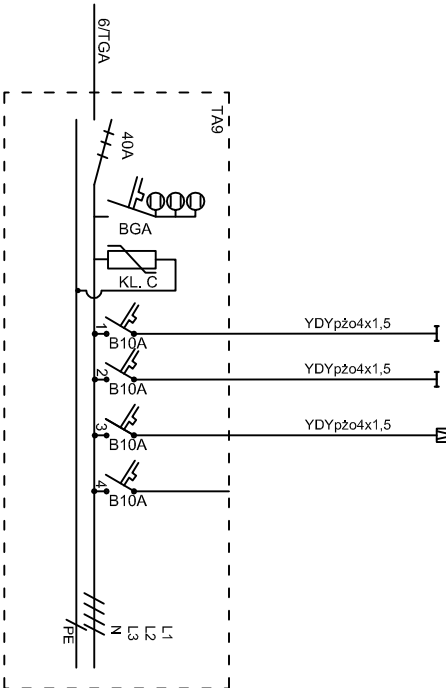 6/TGA
TA9
40A
BGA
KL. C
1
B10A
YDYpżo4x1,5
2
B10A
YDYpżo4x1,5
3
B10A
YDYpżo4x1,5
4
B10A
L1
L2
L3
N
PE